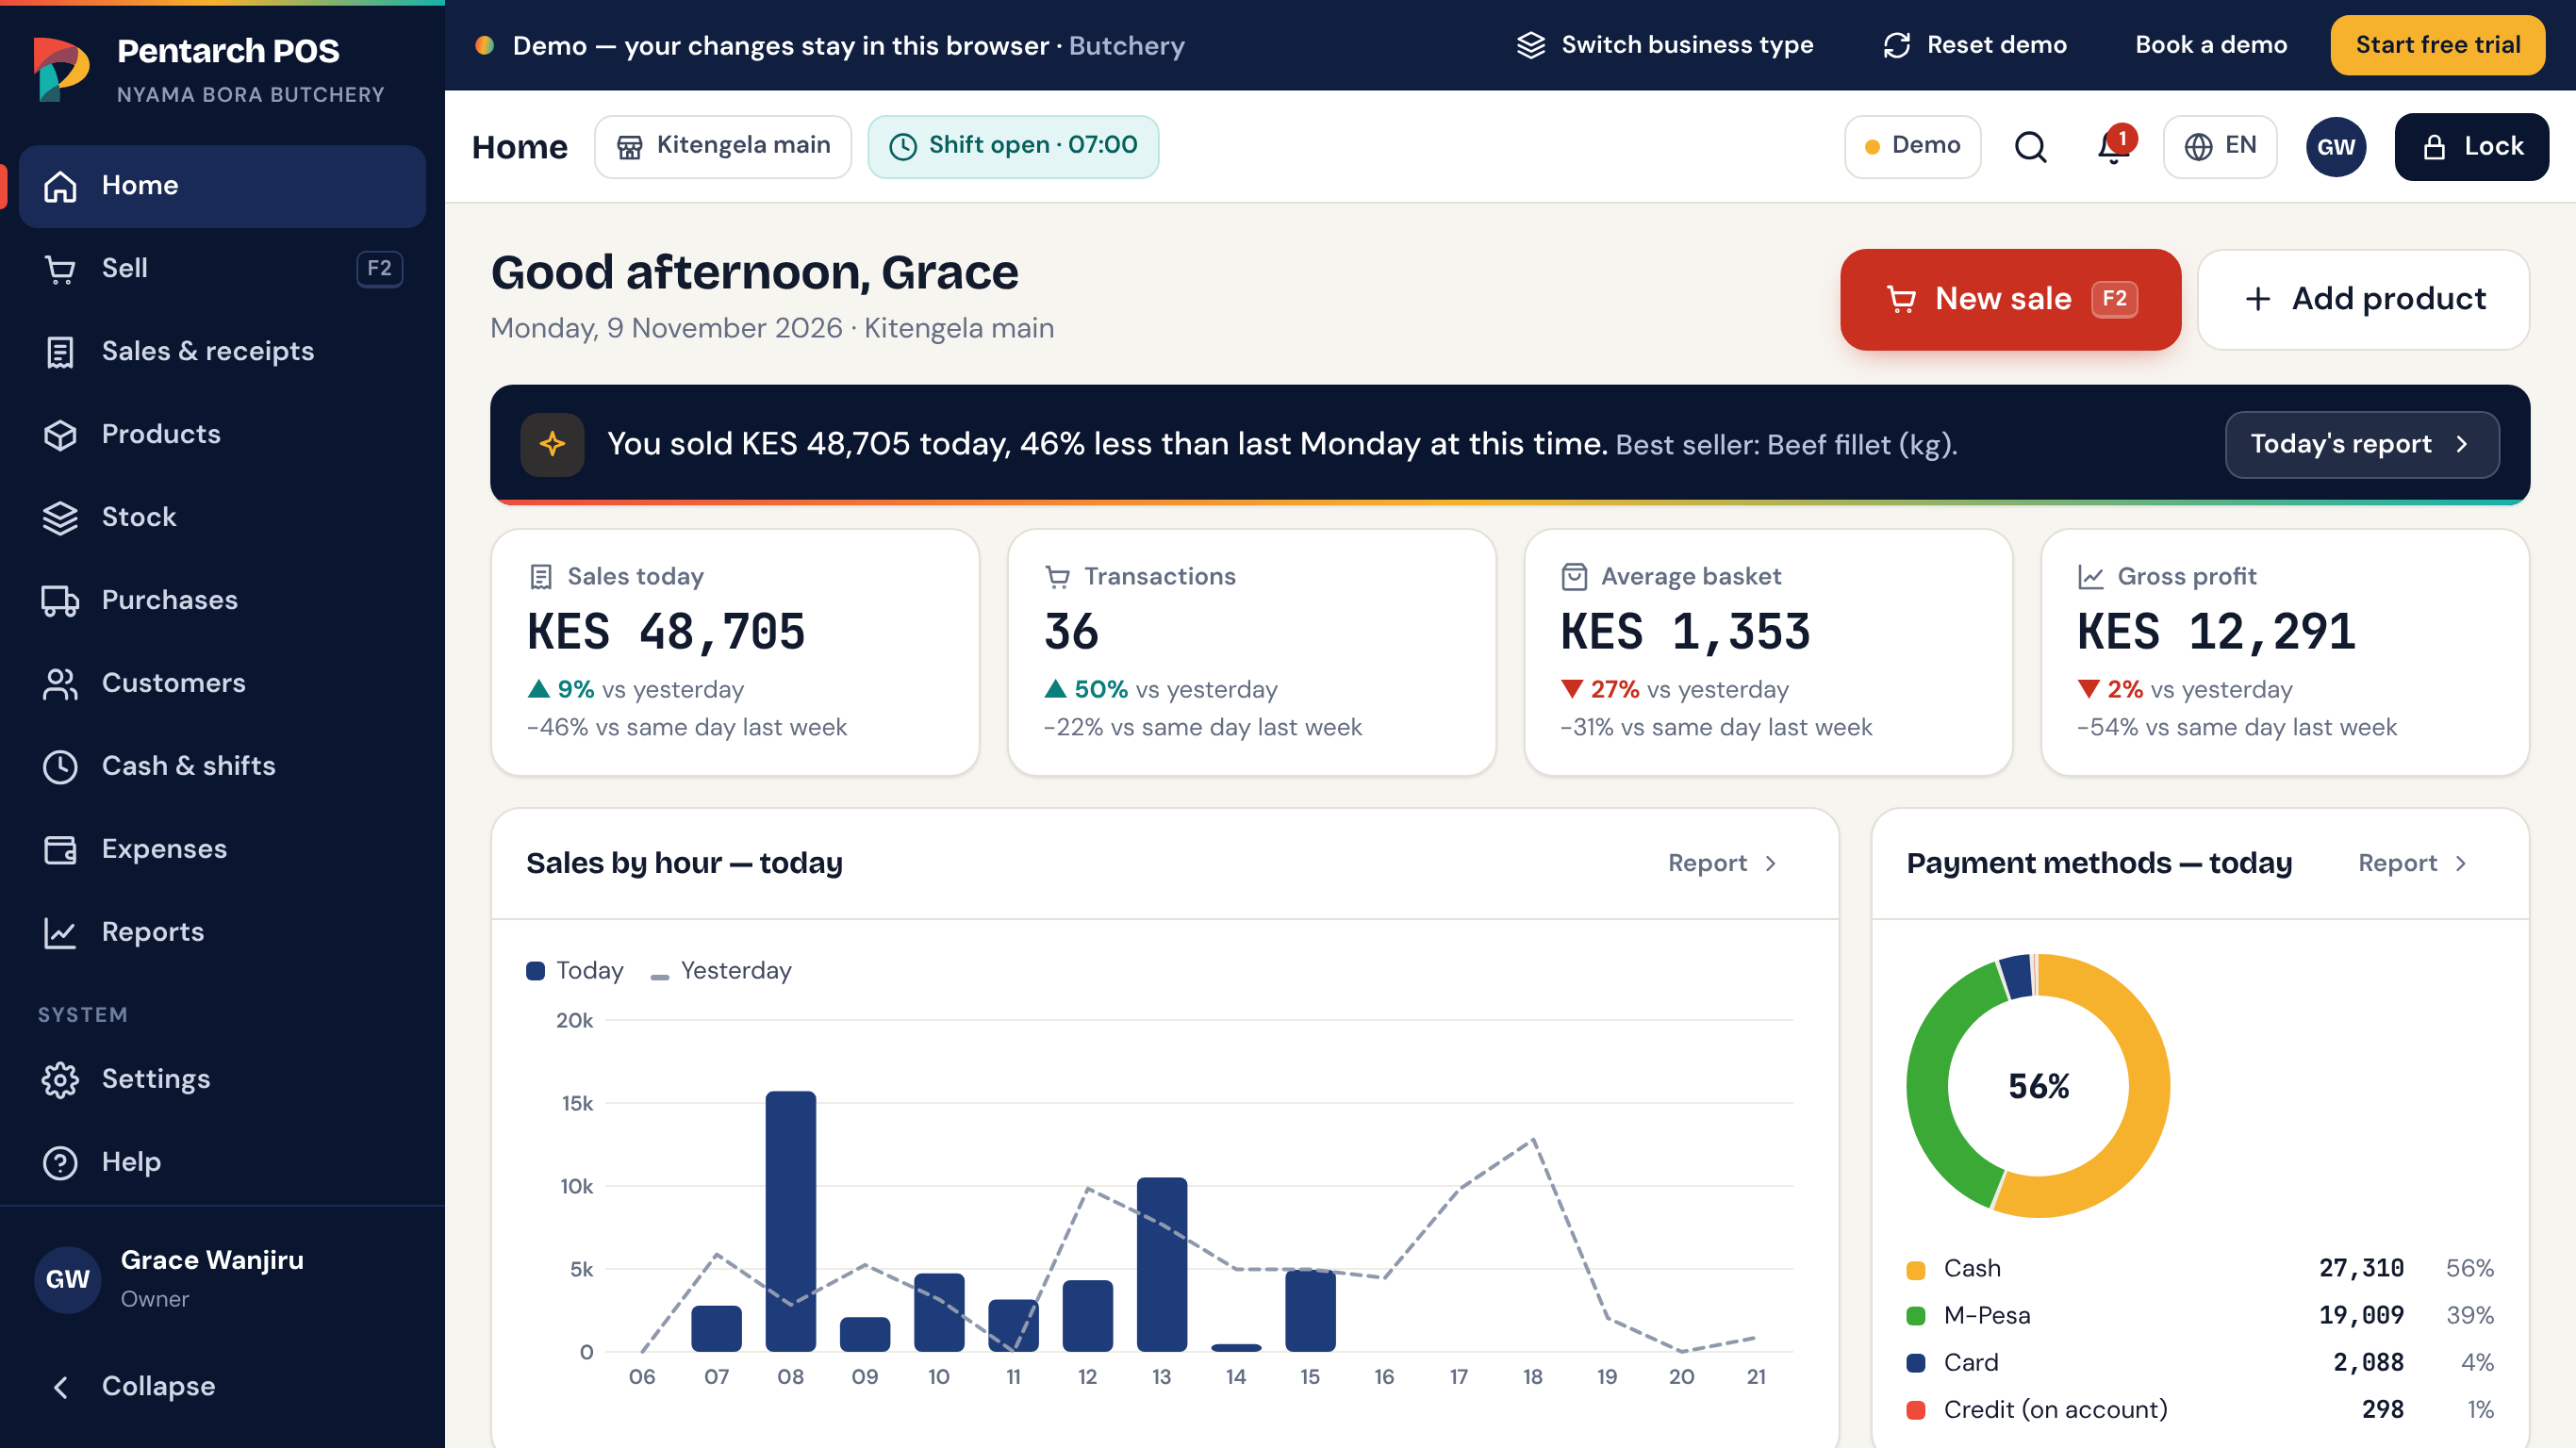 Pentarch POS
NYAMA BORA BUTCHERY
Home
Sell F2
Sales & receipts
Products
Stock
Purchases
Customers
Cash & shifts
Expenses
Reports
SYSTEM
Settings
Help
GW Grace Wanjiru
Owner
Collapse
Demo — your changes stay in this browser · Butchery
Switch business type
Reset demo
Book a demo
Start free trial
Home
Kitengela main
Shift open · 07:00
Demo
1
EN
GW
Lock
Good afternoon, Grace
Monday, 9 November 2026 · Kitengela main
New sale F2
Add product
You sold KES 48,705 today, 46% less than last Monday at this time. Best seller: Beef fillet (kg).
Today's report
Sales today
KES 48,705
▲ 9% vs yesterday
-46% vs same day last week
Transactions
36
▲ 50% vs yesterday
-22% vs same day last week
Average basket
KES 1,353
▼ 27% vs yesterday
-31% vs same day last week
Gross profit
KES 12,291
▼ 2% vs yesterday
-54% vs same day last week
Sales by hour — today
Report
Today Yesterday
20k
15k
10k
5k
0
06 07 08 09 10 11 12 13 14 15 16 17 18 19 20 21
Payment methods — today
Report
56%
Cash 27,310 56%
M-Pesa 19,009 39%
Card 2,088 4%
Credit (on account) 298 1%